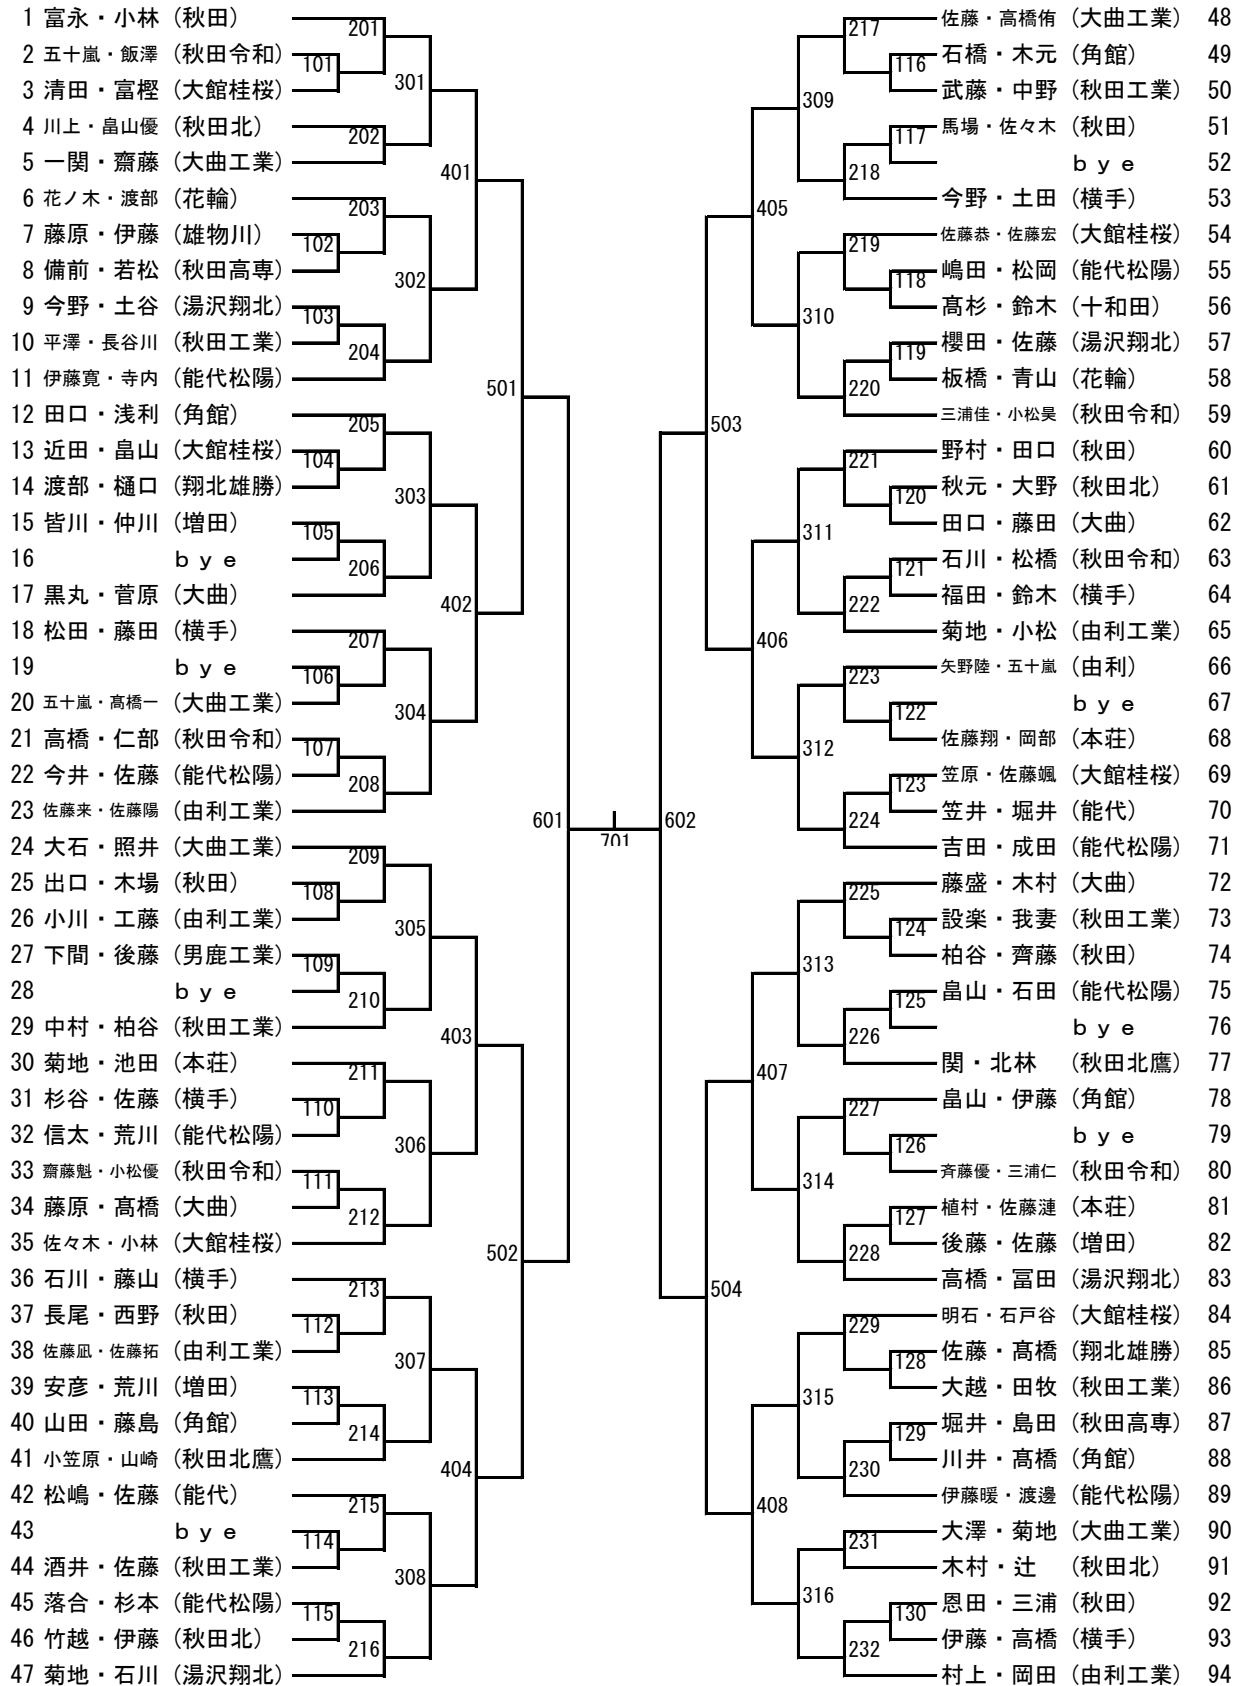 1 富永・小林 (秋田)
2 五十嵐・飯澤 (秋田令和)
3 清田・富樫 (大館桂桜)
4 川上・畠山優 (秋田北)
5 一関・齋藤 (大曲工業)
6 花ノ木・渡部 (花輪)
7 藤原・伊藤 (雄物川)
8 備前・若松 (秋田高専)
9 今野・土谷 (湯沢翔北)
10 平澤・長谷川 (秋田工業)
11 伊藤寛・寺内 (能代松陽)
12 田口・浅利 (角館)
13 近田・畠山 (大館桂桜)
14 渡部・樋口 (翔北雄勝)
15 皆川・仲川 (増田)
16 ｂｙｅ
17 黒丸・菅原 (大曲)
18 松田・藤田 (横手)
19 ｂｙｅ
20 五十嵐・髙橋一 (大曲工業)
21 高橋・仁部 (秋田令和)
22 今井・佐藤 (能代松陽)
23 佐藤来・佐藤陽 (由利工業)
24 大石・照井 (大曲工業)
25 出口・木場 (秋田)
26 小川・工藤 (由利工業)
27 下間・後藤 (男鹿工業)
28 ｂｙｅ
29 中村・柏谷 (秋田工業)
30 菊地・池田 (本荘)
31 杉谷・佐藤 (横手)
32 信太・荒川 (能代松陽)
33 齋藤魁・小松優 (秋田令和)
34 藤原・髙橋 (大曲)
35 佐々木・小林 (大館桂桜)
36 石川・藤山 (横手)
37 長尾・西野 (秋田)
38 佐藤凪・佐藤拓 (由利工業)
39 安彦・荒川 (増田)
40 山田・藤島 (角館)
41 小笠原・山崎 (秋田北鷹)
42 松嶋・佐藤 (能代)
43 ｂｙｅ
44 酒井・佐藤 (秋田工業)
45 落合・杉本 (能代松陽)
46 竹越・伊藤 (秋田北)
47 菊地・石川 (湯沢翔北)
101
102
103
104
105
106
107
108
109
110
111
112
113
114
115
201
202
203
204
205
206
207
208
209
210
211
212
213
214
215
216
301
302
303
304
305
306
307
308
401
402
403
404
501
502
601
701
602
503
504
405
406
407
408
309
310
311
312
313
314
315
316
217
218
219
220
221
222
223
224
225
226
227
228
229
230
231
232
116
117
118
119
120
121
122
123
124
125
126
127
128
129
130
佐藤・高橋侑 (大曲工業) 48
石橋・木元 (角館) 49
武藤・中野 (秋田工業) 50
馬場・佐々木 (秋田) 51
ｂｙｅ 52
今野・土田 (横手) 53
佐藤恭・佐藤宏 (大館桂桜) 54
嶋田・松岡 (能代松陽) 55
髙杉・鈴木 (十和田) 56
櫻田・佐藤 (湯沢翔北) 57
板橋・青山 (花輪) 58
三浦佳・小松昊 (秋田令和) 59
野村・田口 (秋田) 60
秋元・大野 (秋田北) 61
田口・藤田 (大曲) 62
石川・松橋 (秋田令和) 63
福田・鈴木 (横手) 64
菊地・小松 (由利工業) 65
矢野陸・五十嵐 (由利) 66
ｂｙｅ 67
佐藤翔・岡部 (本荘) 68
笠原・佐藤颯 (大館桂桜) 69
笠井・堀井 (能代) 70
吉田・成田 (能代松陽) 71
藤盛・木村 (大曲) 72
設楽・我妻 (秋田工業) 73
柏谷・齊藤 (秋田) 74
畠山・石田 (能代松陽) 75
ｂｙｅ 76
関・北林 (秋田北鷹) 77
畠山・伊藤 (角館) 78
ｂｙｅ 79
斉藤優・三浦仁 (秋田令和) 80
植村・佐藤漣 (本荘) 81
後藤・佐藤 (増田) 82
高橋・冨田 (湯沢翔北) 83
明石・石戸谷 (大館桂桜) 84
佐藤・髙橋 (翔北雄勝) 85
大越・田牧 (秋田工業) 86
堀井・島田 (秋田高専) 87
川井・髙橋 (角館) 88
伊藤暖・渡邊 (能代松陽) 89
大澤・菊地 (大曲工業) 90
木村・辻 (秋田北) 91
恩田・三浦 (秋田) 92
伊藤・高橋 (横手) 93
村上・岡田 (由利工業) 94